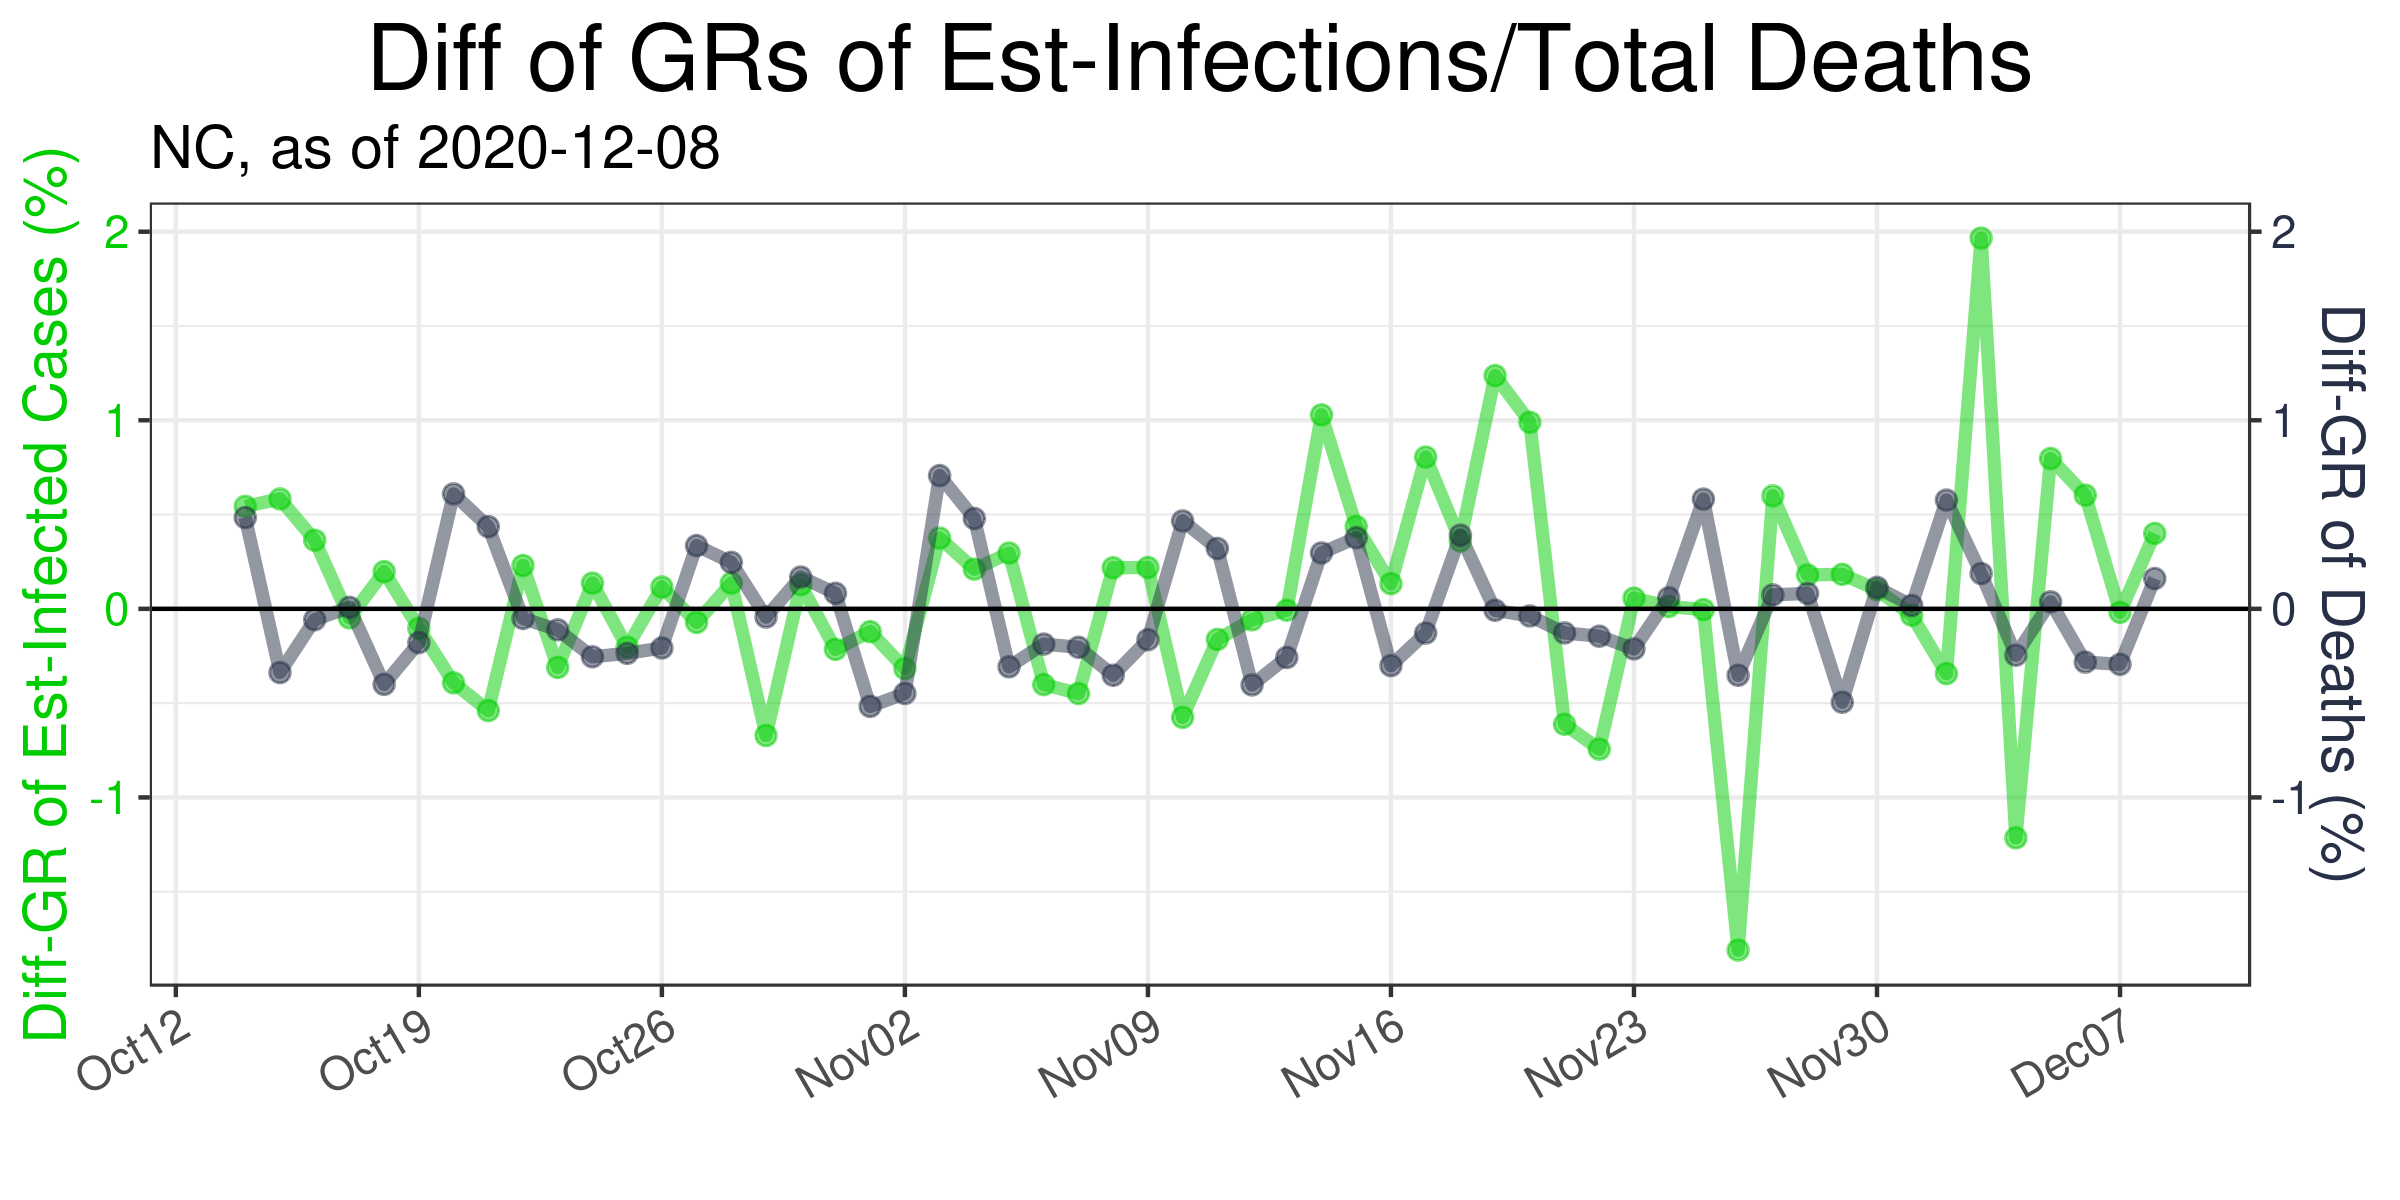 Diff of GRs of Est-Infections/Total Deaths
NC, as of 2020-12-08
Diff-GR of Est-Infected Cases (%)
2
1
0
-1
2
1
0
-1
Diff-GR of Deaths (%)
Oct12
Oct19
Oct26
Nov02
Nov09
Nov16
Nov23
Nov30
Dec07